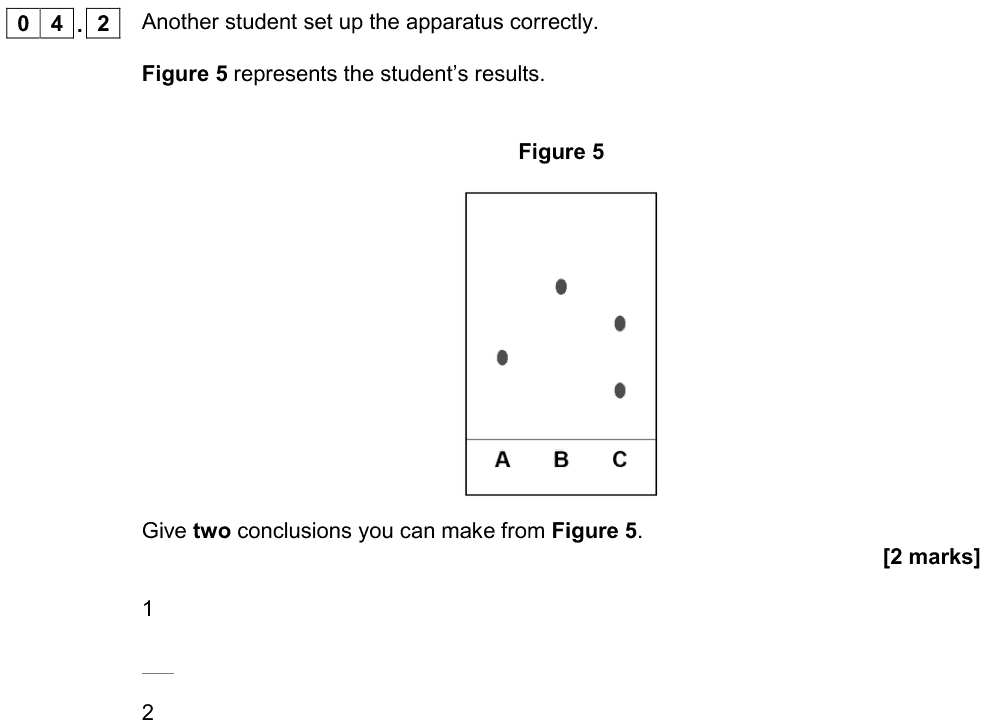 0 4 . 2 Another student set up the apparatus correctly.
Figure 5 represents the student's results.
Figure 5
A B C
Give two conclusions you can make from Figure 5.
[2 marks]
1
2